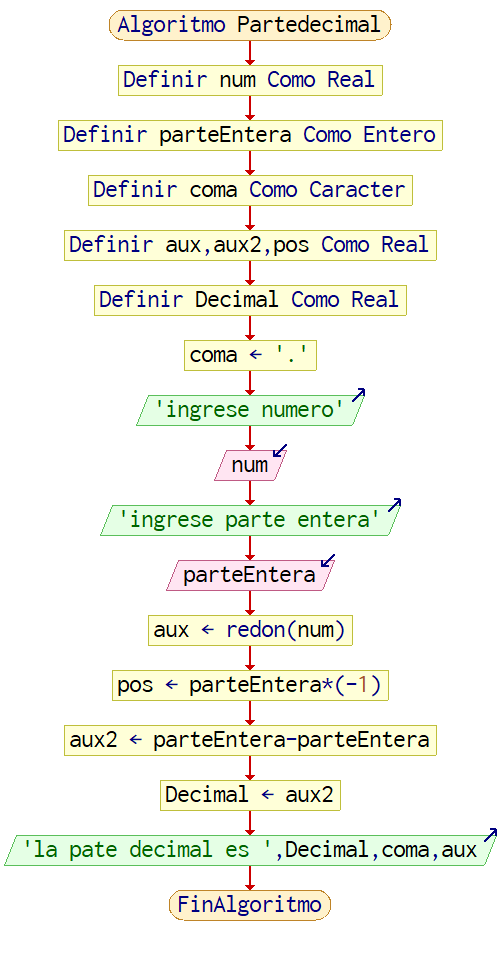 Algoritmo Partedecimal
Definir num Como Real
Definir parteEntera Como Entero
Definir coma Como Caracter
Definir aux,aux2,pos Como Real
Definir Decimal Como Real
coma ← '.'
'ingrese numero'
num
'ingrese parte entera'
parteEntera
aux ← redon(num)
pos ← parteEntera*(-1)
aux2 ← parteEntera-parteEntera
Decimal ← aux2
'la pate decimal es ',Decimal,coma,aux
FinAlgoritmo